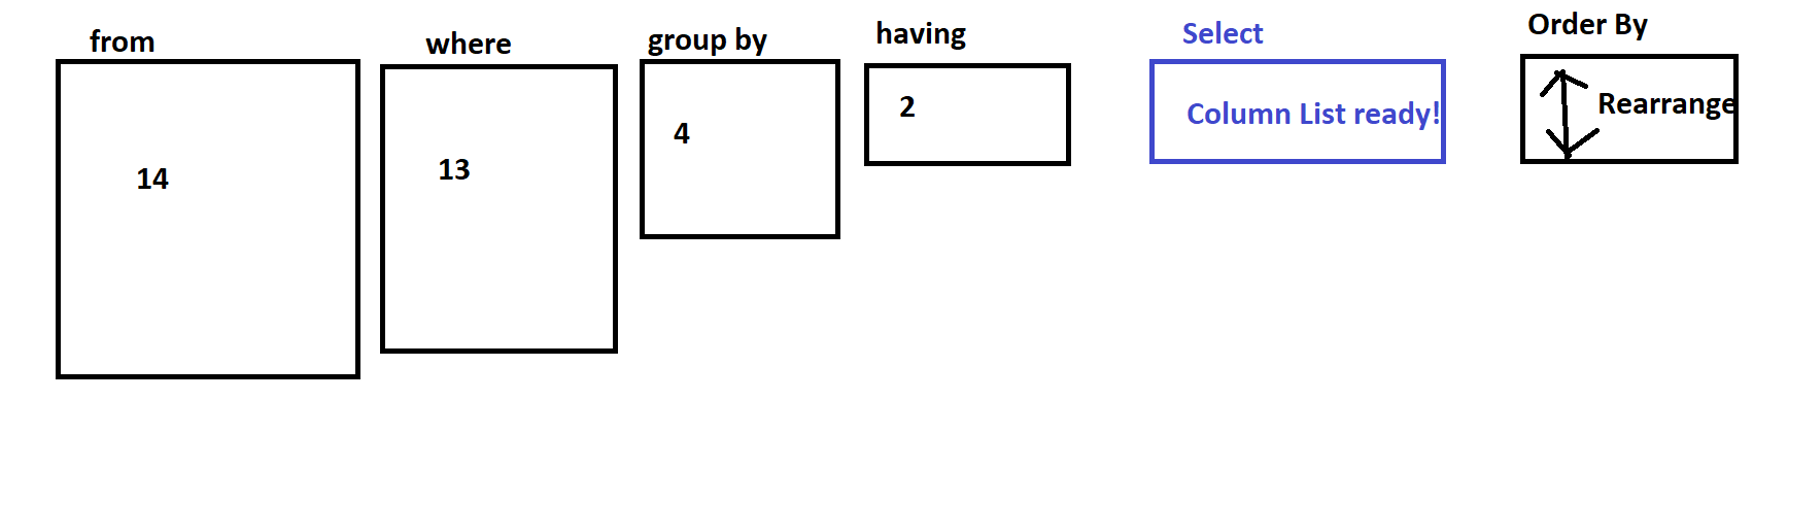 from
where
group by
having
Select
Order By
14
13
4
2
Column List ready!
Rearrange